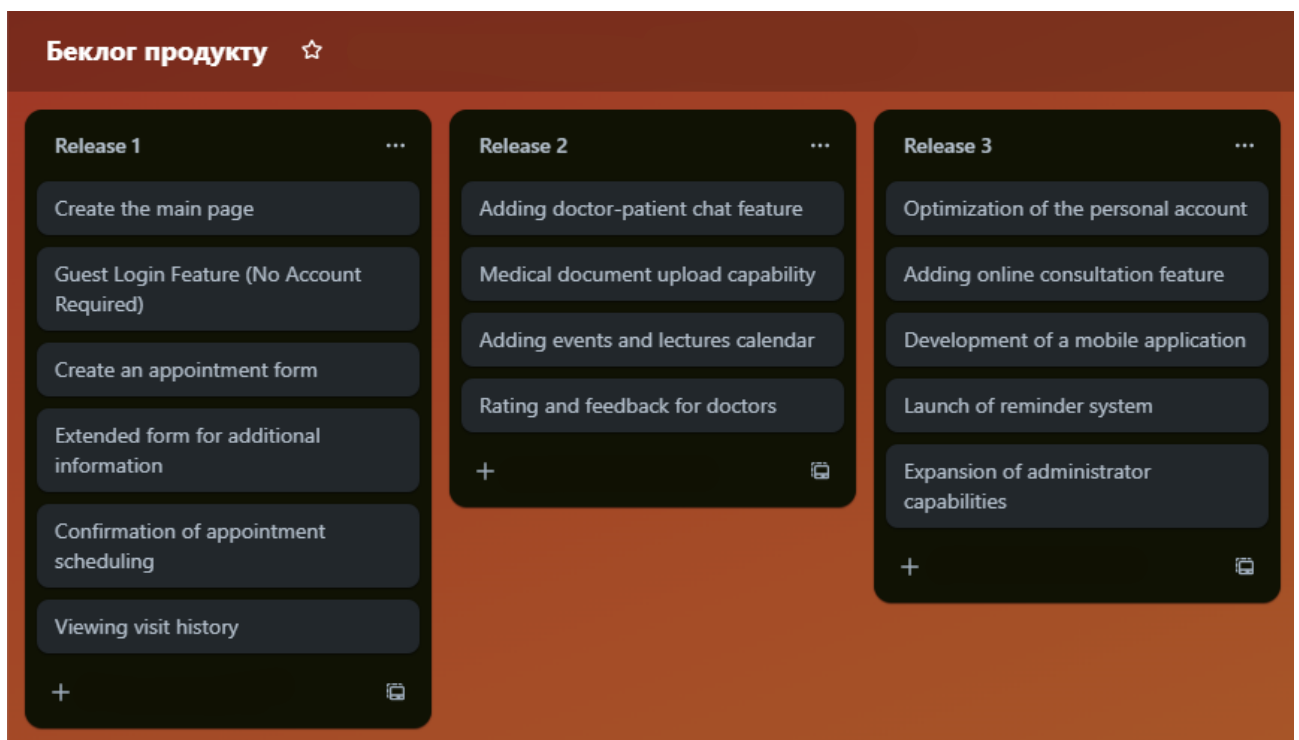 Беклог продукту
Release 1
Create the main page
Guest Login Feature (No Account
Required)
Create an appointment form
Extended form for additional
information
Confirmation of appointment
scheduling
Viewing visit history
Release 2
Adding doctor-patient chat feature
Medical document upload capability
Adding events and lectures calendar
Rating and feedback for doctors
Release 3
Optimization of the personal account
Adding online consultation feature
Development of a mobile application
Launch of reminder system
Expansion of administrator
capabilities